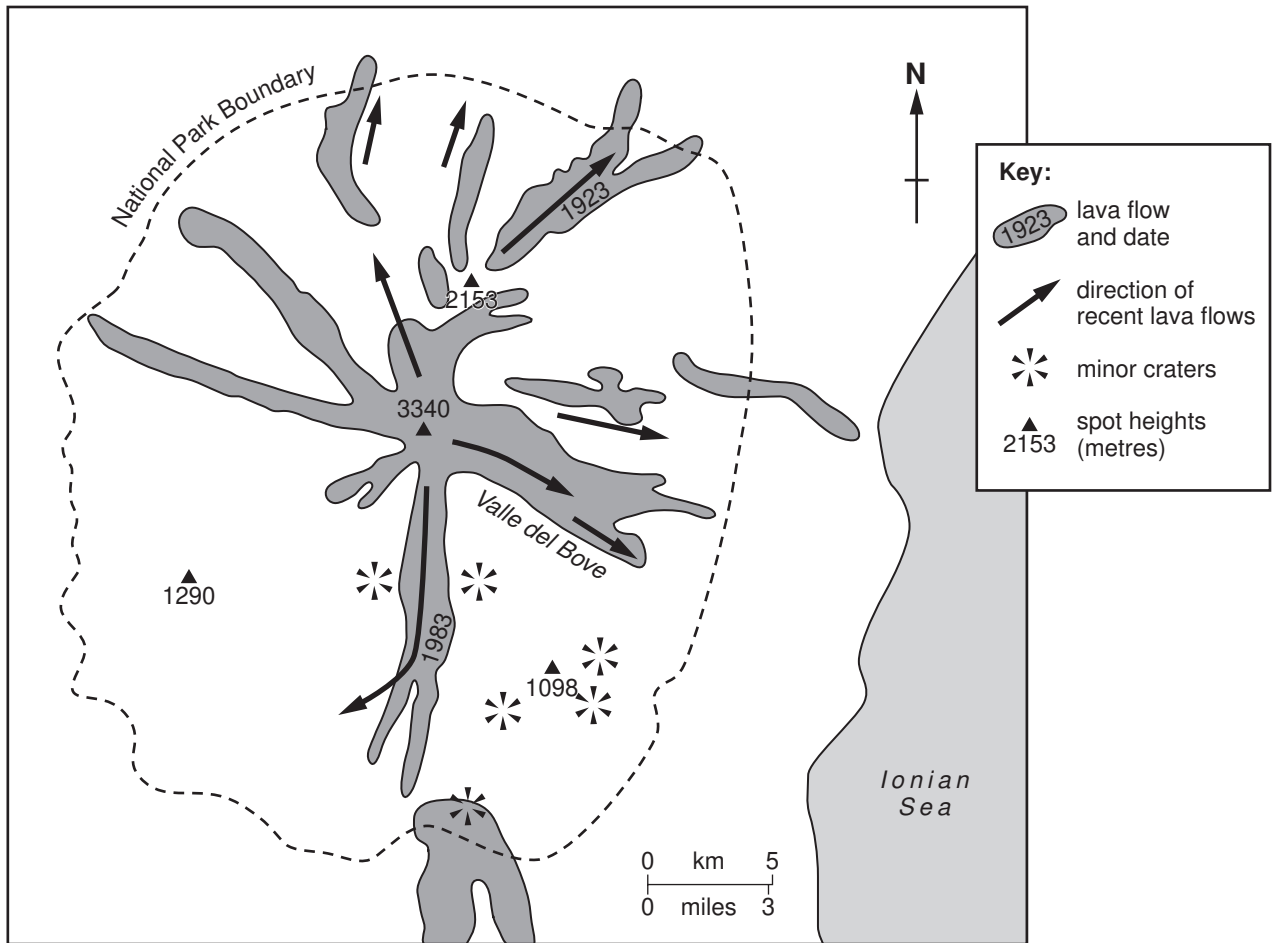 National Park Boundary
N
1923
2153
3340
Valle del Bove
1290
1983
1098
Ionian
Sea
0 km 5
0 miles 3
Key:
1923
lava flow
and date
direction of
recent lava flows
minor craters
2153
spot heights
(metres)